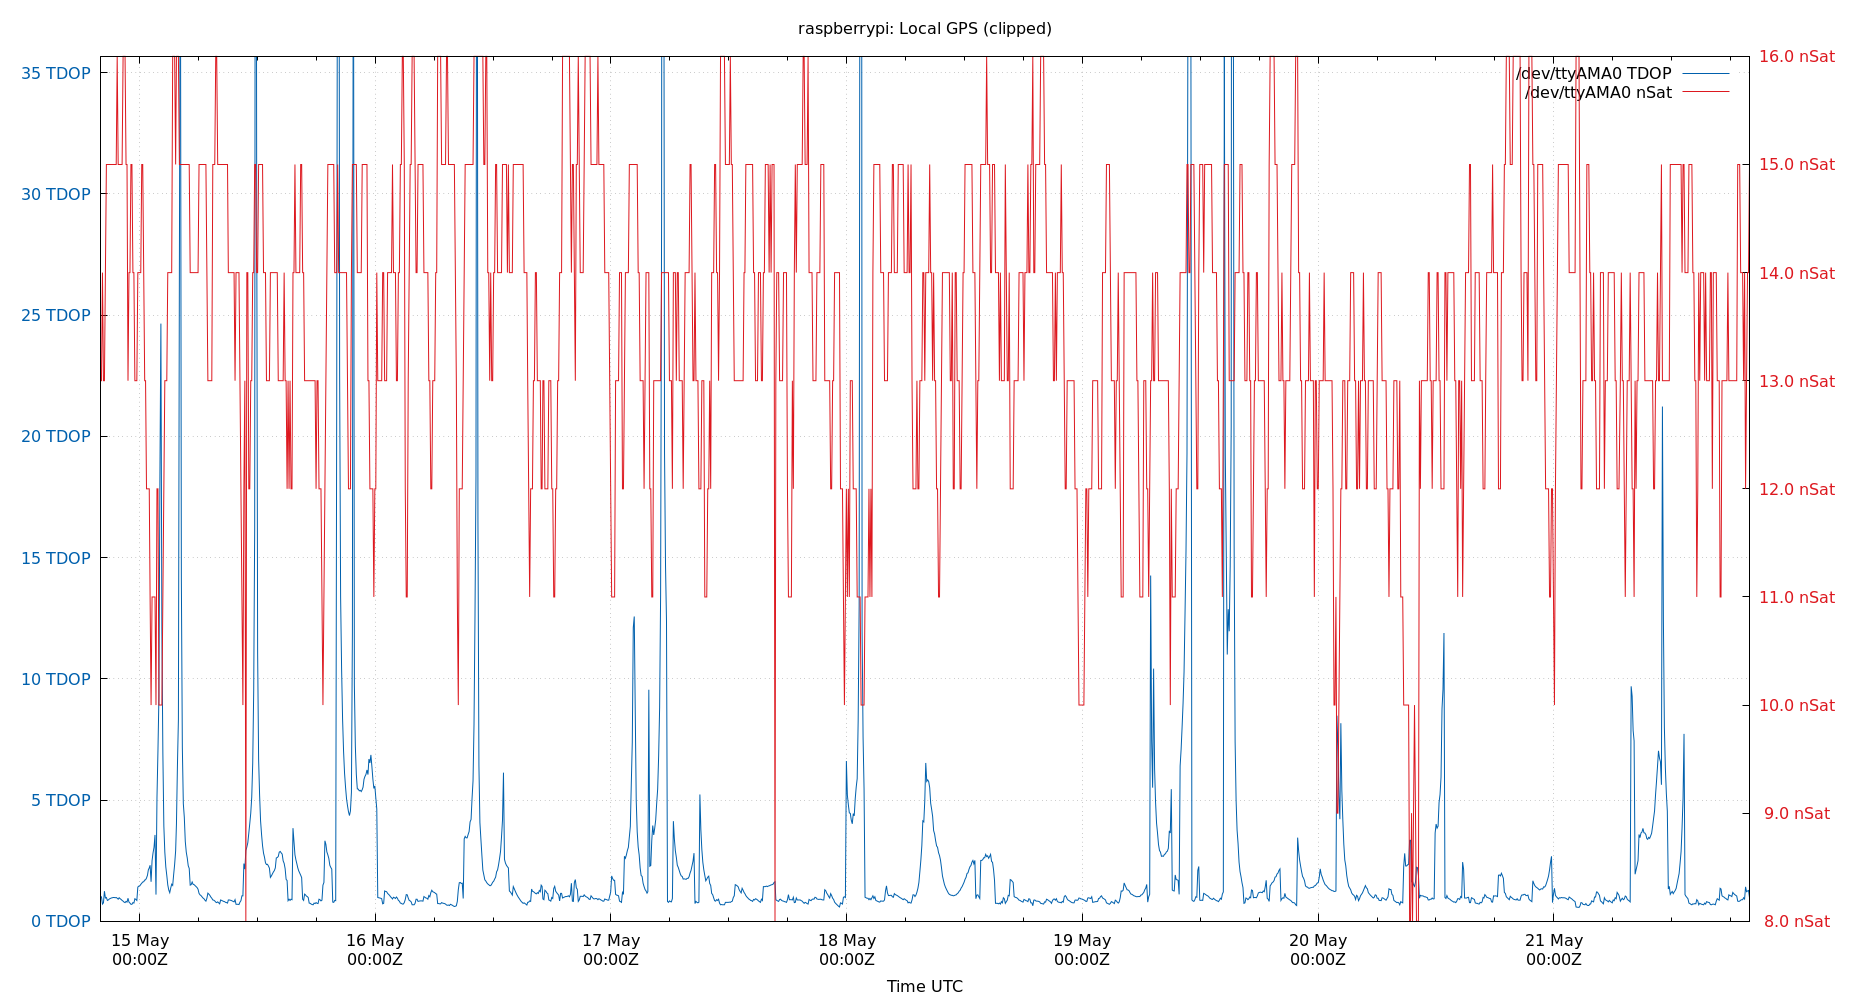 raspberrypi: Local GPS (clipped)
35 TDOP
30 TDOP
25 TDOP
20 TDOP
15 TDOP
10 TDOP
5 TDOP
0 TDOP
/dev/ttyAMA0 TDOP
/dev/ttyAMA0 nSat
16.0 nSat
15.0 nSat
14.0 nSat
13.0 nSat
12.0 nSat
11.0 nSat
10.0 nSat
9.0 nSat
8.0 nSat
15 May
00:00Z
16 May
00:00Z
17 May
00:00Z
18 May
00:00Z
19 May
00:00Z
20 May
00:00Z
21 May
00:00Z
Time UTC